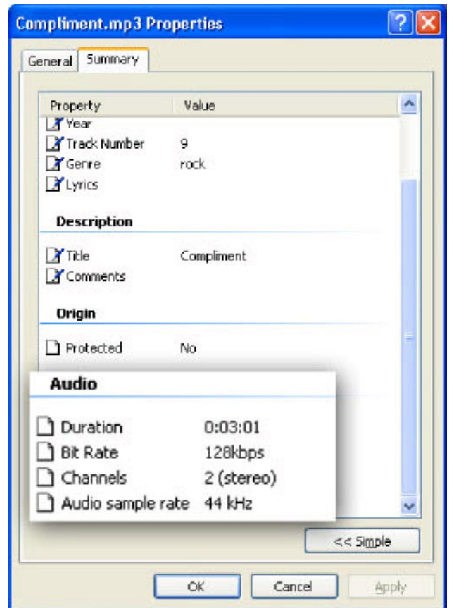 Compliment.mp3 Properties
General Summary
Property Value
Year
Track Number 9
Genre rock
Lyrics
Description
Title Compliment
Comments
Origin
Protected No
Audio
Duration 0:03:01
Bit Rate 128kbps
Channels 2 (stereo)
Audio sample rate 44 kHz
<< Simple
OK Cancel Apply